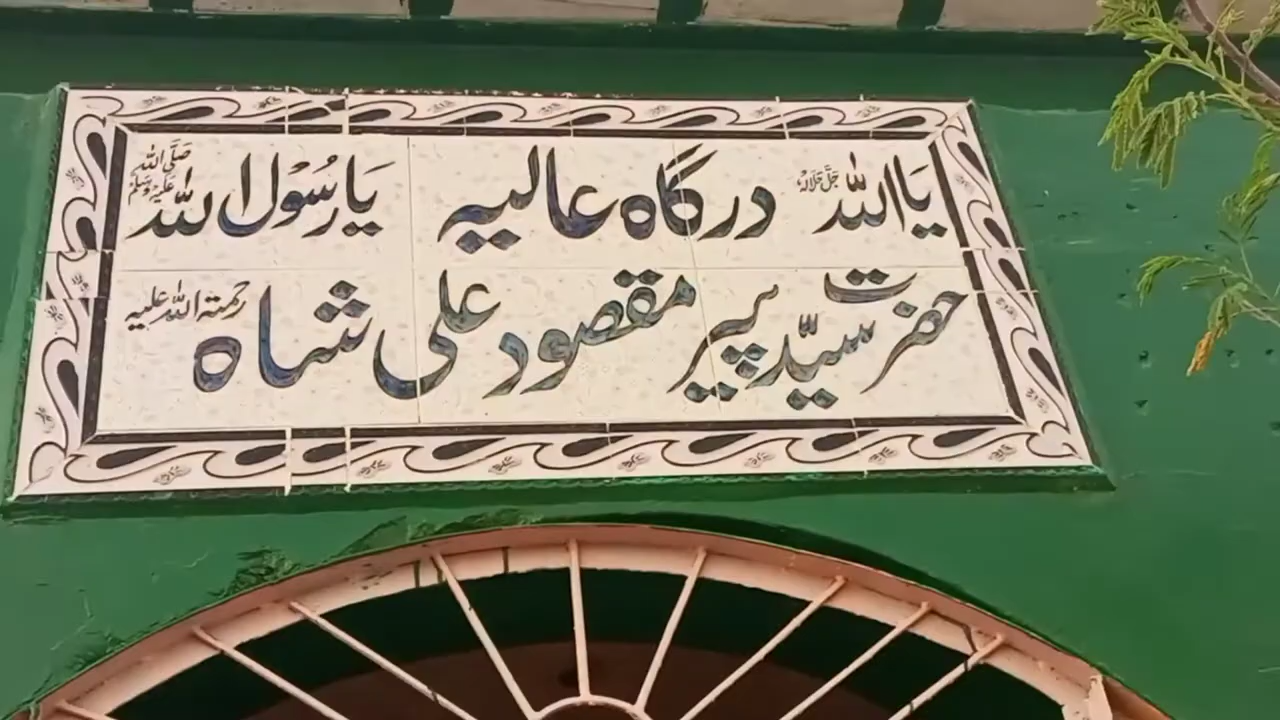 یا اللہ جل جلالہ درگاہ عالیہ یا رسول اللہ صلی اللہ علیہ وسلم
حضرت سید پیر مقصود علی شاہ رحمتہ اللہ علیہ